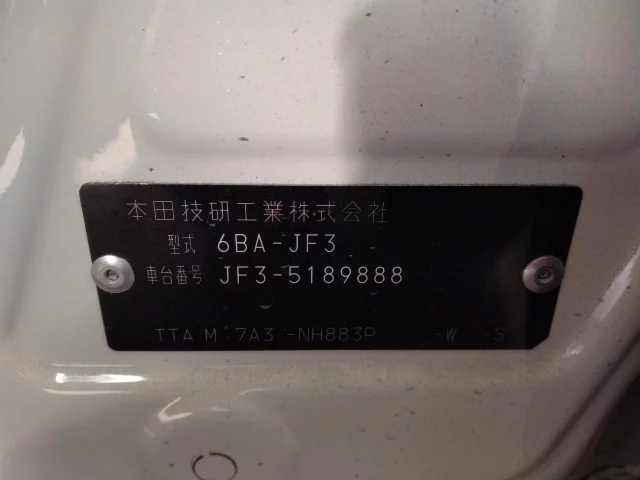 本田技研工業株式会社
型式 6BA-JF3
車台番号 JF3-5189888
TTA M 7A3 -NH883P -W -S